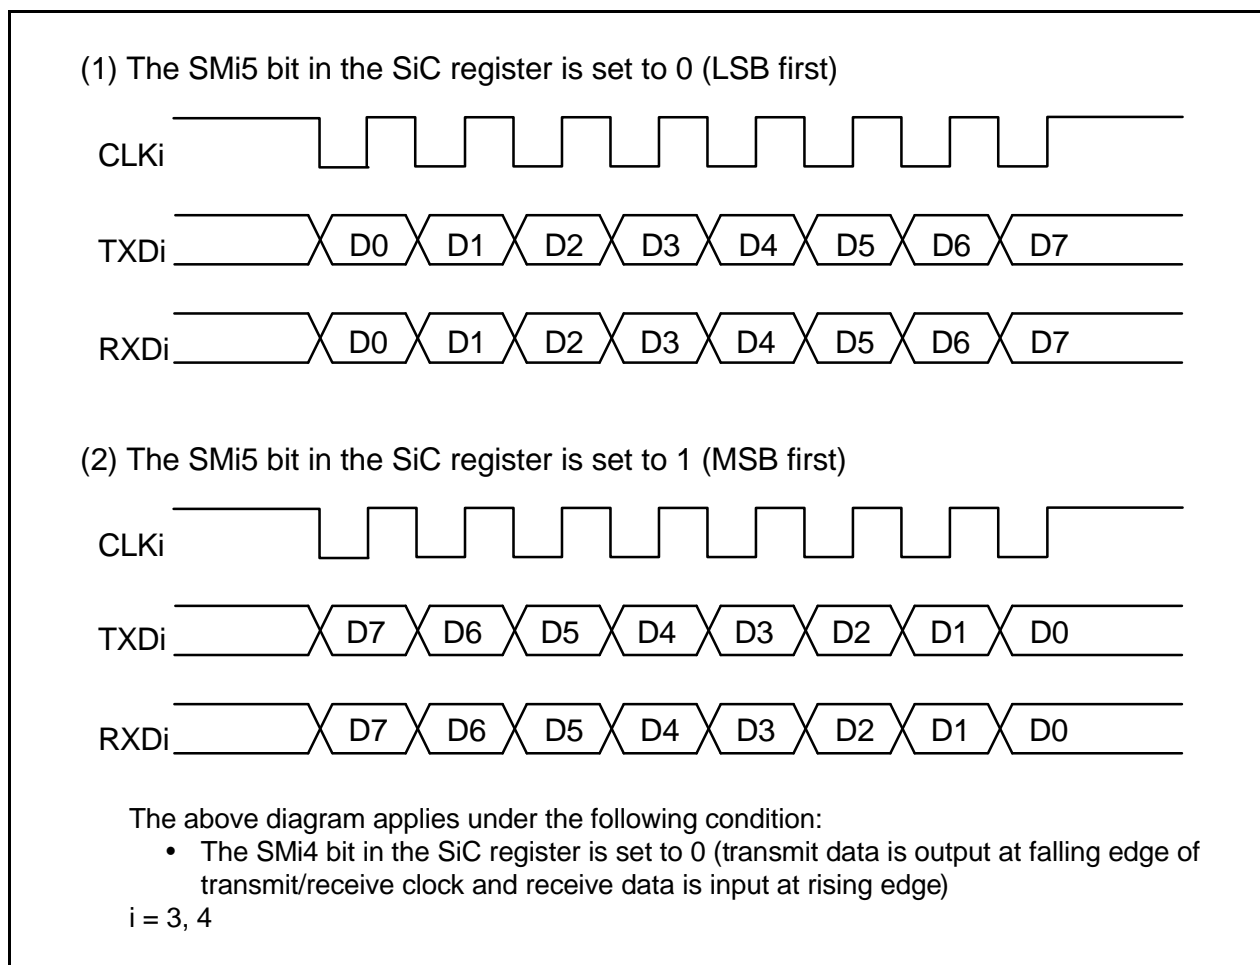 (1) The SMi5 bit in the SiC register is set to 0 (LSB first)
CLKi
TXDi D0 D1 D2 D3 D4 D5 D6 D7
RXDi D0 D1 D2 D3 D4 D5 D6 D7
(2) The SMi5 bit in the SiC register is set to 1 (MSB first)
CLKi
TXDi D7 D6 D5 D4 D3 D2 D1 D0
RXDi D7 D6 D5 D4 D3 D2 D1 D0
The above diagram applies under the following condition:
• The SMi4 bit in the SiC register is set to 0 (transmit data is output at falling edge of
transmit/receive clock and receive data is input at rising edge)
i = 3, 4